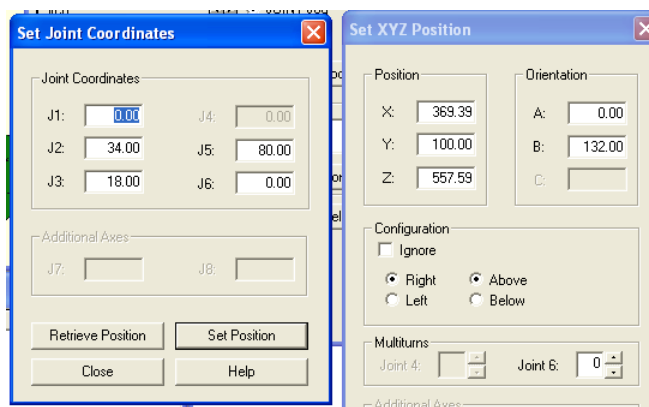 Set Joint Coordinates
Joint Coordinates
J1: 0.00 J4: 0.00
J2: 34.00 J5: 80.00
J3: 18.00 J6: 0.00
Additional Axes
J7: J8:
Retrieve Position Set Position
Close Help
Set XYZ Position
Position
X: 369.39
Y: 100.00
Z: 557.59
Orientation
A: 0.00
B: 132.00
C:
Configuration
Ignore
Right Above
Left Below
Multiturns
Joint 4: Joint 6: 0
Additional Axes